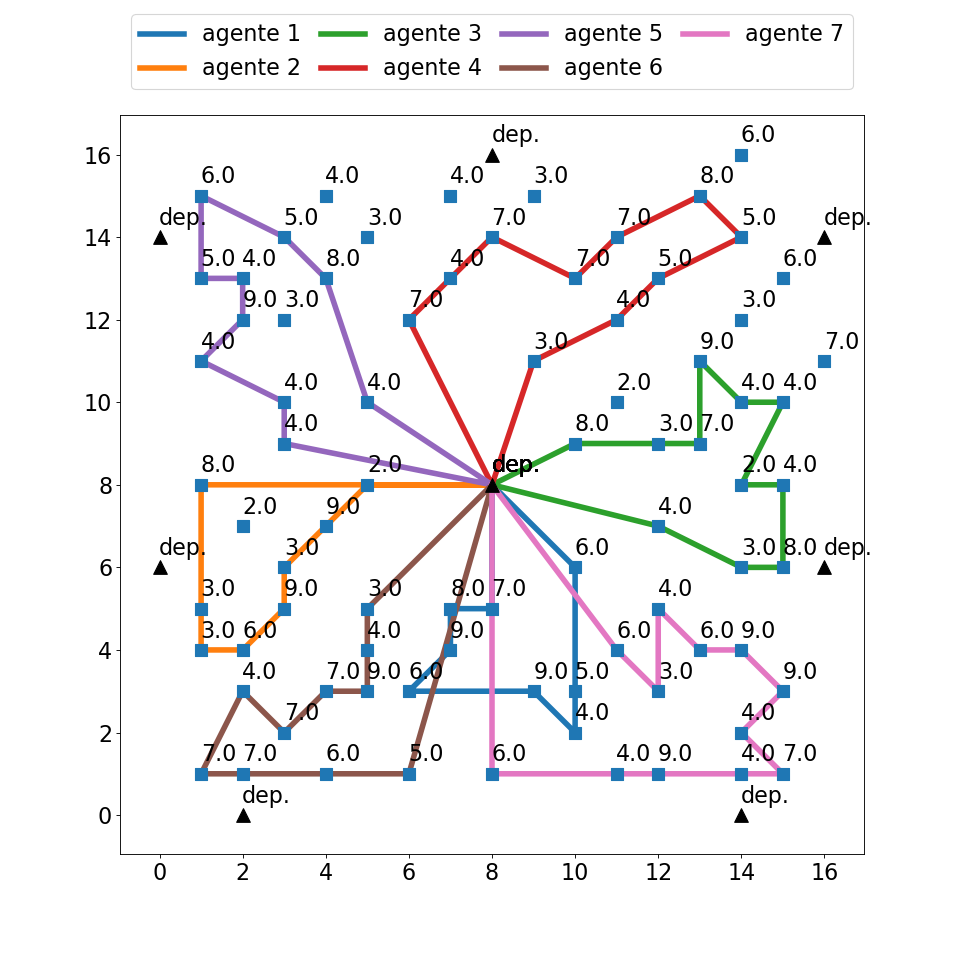 agente 1 agente 3 agente 5 agente 7
agente 2 agente 4 agente 6
dep. 6.0
16
6.0 4.0 4.0 3.0 8.0
dep. 5.0 3.0 7.0 7.0 5.0 dep.
14
5.0 4.0 8.0 4.0 7.0 5.0 6.0
9.0 3.0 7.0 4.0 3.0
12
4.0 3.0 9.0 7.0
4.0 4.0 2.0 4.0 4.0
10
4.0 8.0 3.0 7.0
8.0 2.0 dep. 2.0 4.0
8
2.0 9.0 4.0
dep. 3.0 6.0 3.0 8.0 dep.
6
3.0 9.0 3.0 8.0 7.0 4.0
3.0 6.0 4.0 9.0 6.0 6.0 9.0
4
4.0 7.0 9.0 6.0 9.0 5.0 3.0 9.0
7.0 4.0 4.0
2
7.0 7.0 6.0 5.0 6.0 4.0 9.0 4.0 7.0
dep. dep.
0
0 2 4 6 8 10 12 14 16